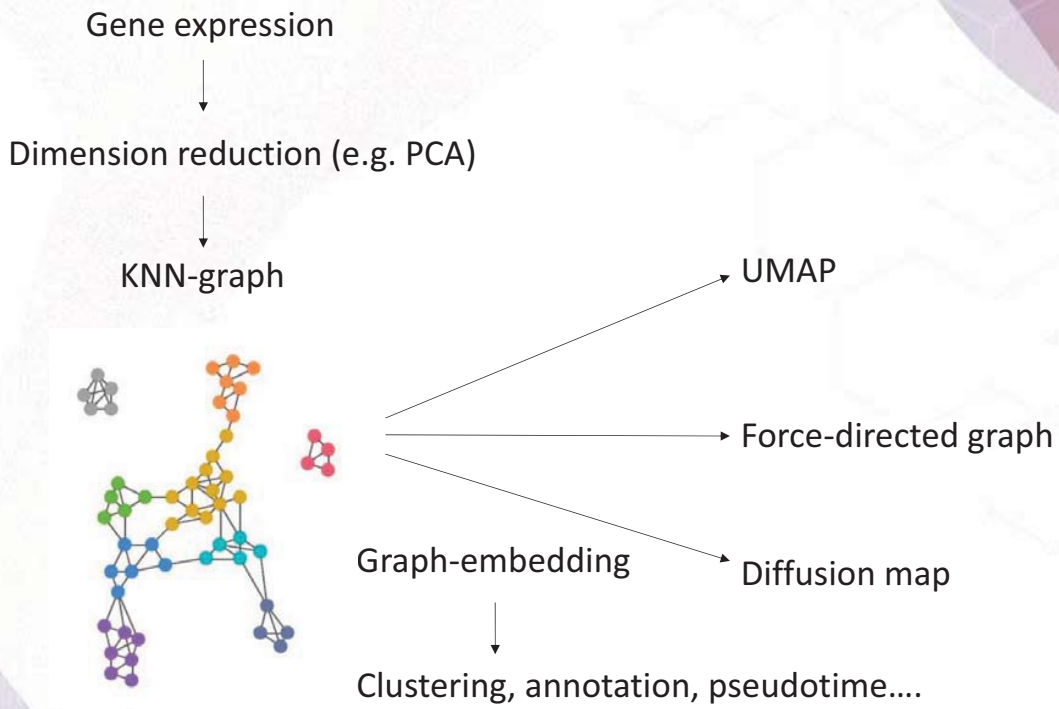 Gene expression
Dimension reduction (e.g. PCA)
KNN-graph
UMAP
Force-directed graph
Graph-embedding
Diffusion map
Clustering, annotation, pseudotime....